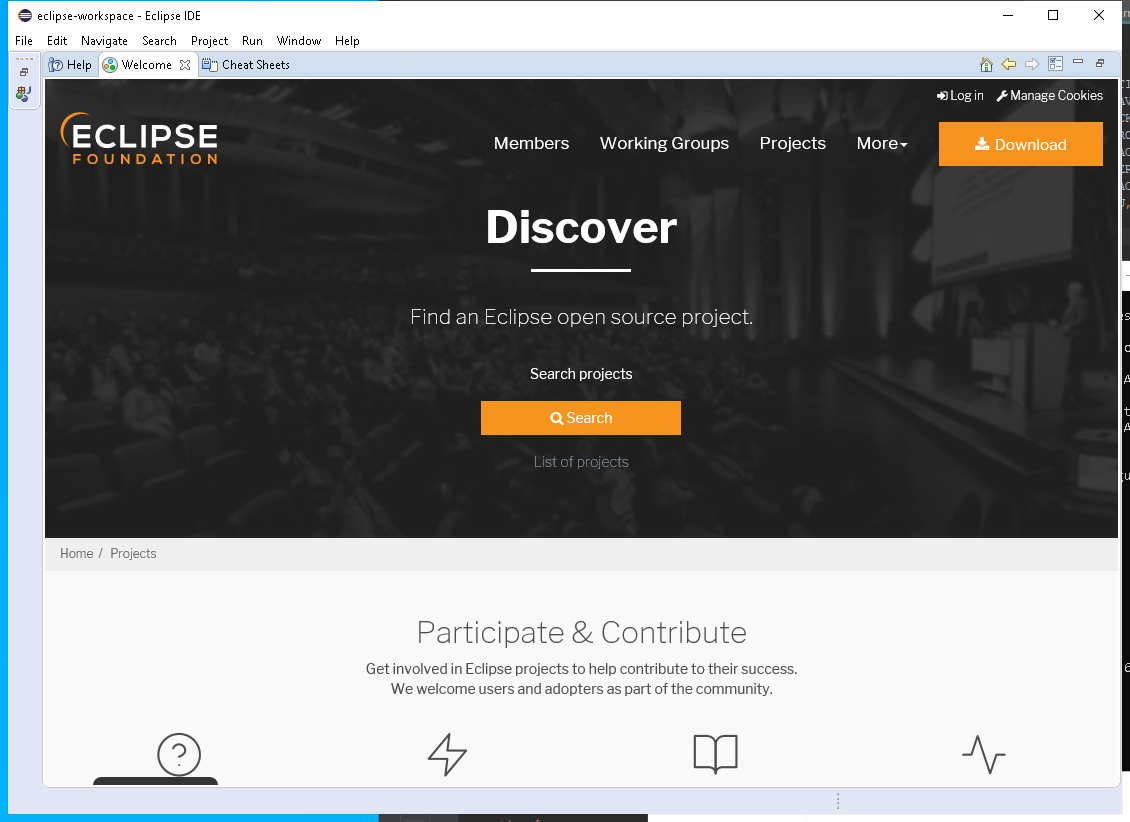 eclipse-workspace - Eclipse IDE
File Edit Navigate Search Project Run Window Help
Help Welcome Cheat Sheets
Log in Manage Cookies
ECLIPSE
FOUNDATION
Members Working Groups Projects More Download
Discover
Find an Eclipse open source project.
Search projects
Search
List of projects
Home / Projects
Participate & Contribute
Get involved in Eclipse projects to help contribute to their success.
We welcome users and adopters as part of the community.